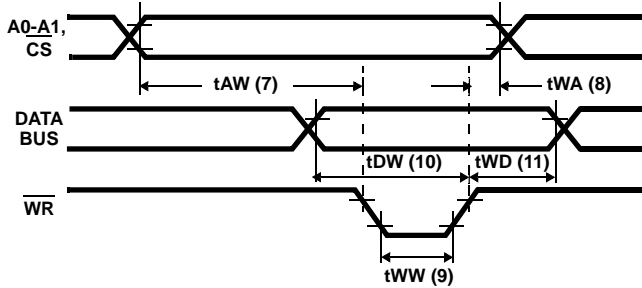 A0-A1,
CS
tAW (7)
tWA (8)
DATA
BUS
tDW (10)
tWD (11)
WR
tWW (9)